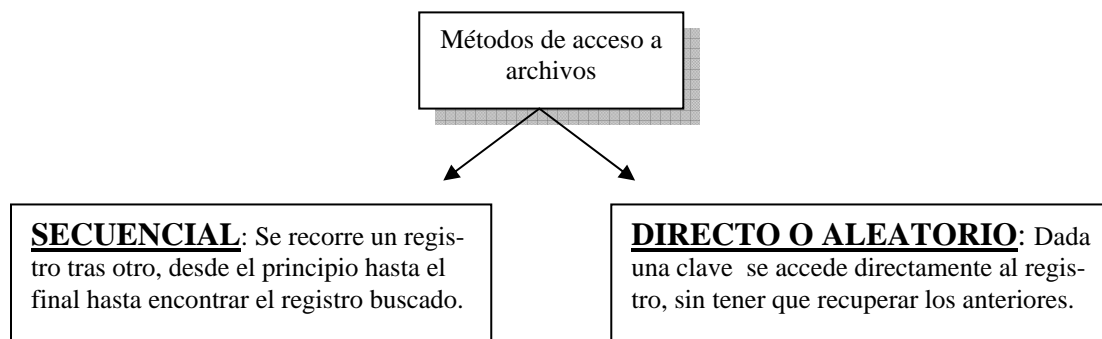 Métodos de acceso a
archivos
SECUENCIAL: Se recorre un regis-
tro tras otro, desde el principio hasta el
final hasta encontrar el registro buscado.
DIRECTO O ALEATORIO: Dada
una clave se accede directamente al regis-
tro, sin tener que recuperar los anteriores.